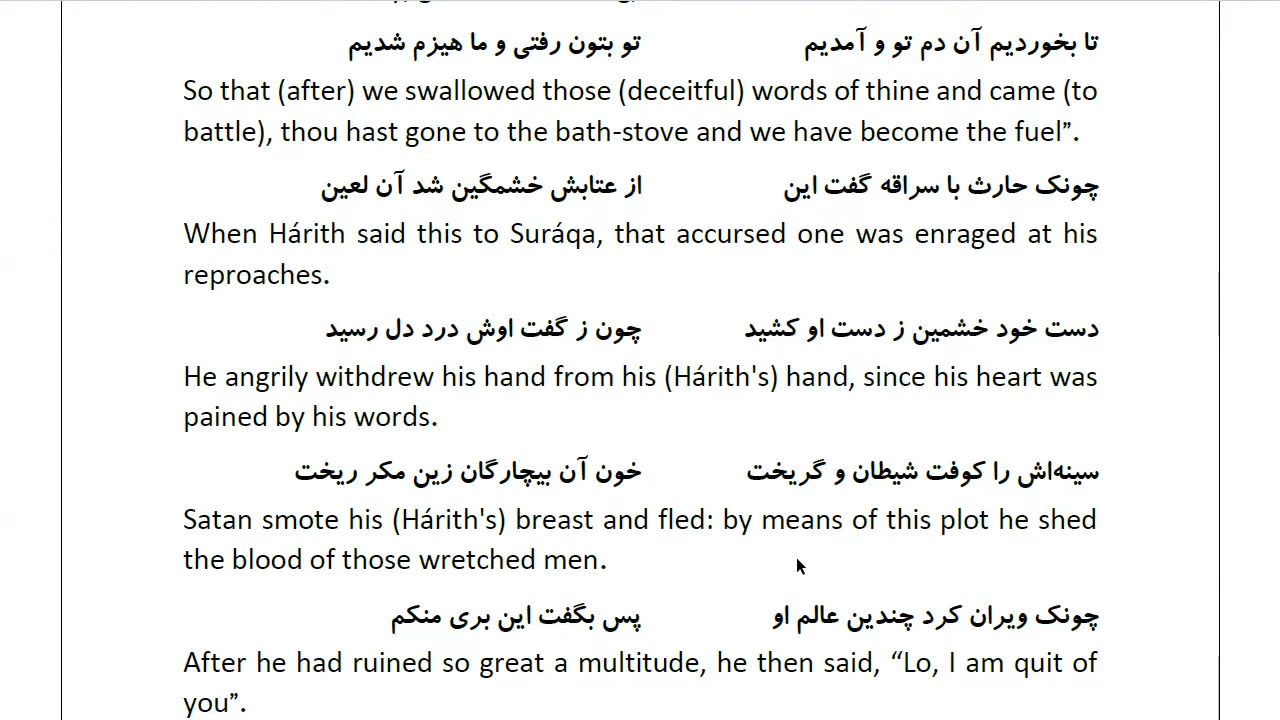 تا بخوردیم آن دم تو و آمدیم تو بتون رفتی و ما هیزم شدیم
So that (after) we swallowed those (deceitful) words of thine and came (to
battle), thou hast gone to the bath-stove and we have become the fuel”.
چونک حارث با سراقه گفت این از عتابش خشمگین شد آن لعین
When Hárith said this to Suráqa, that accursed one was enraged at his
reproaches.
دست خود خشمین ز دست او کشید چون ز گفت اوش درد دل رسید
He angrily withdrew his hand from his (Hárith's) hand, since his heart was
pained by his words.
سینه‌اش را کوفت شیطان و گریخت خون آن بیچارگان زین مکر ریخت
Satan smote his (Hárith's) breast and fled: by means of this plot he shed
the blood of those wretched men.
چونک ویران کرد چندین عالم او پس بگفت این بری منکم
After he had ruined so great a multitude, he then said, “Lo, I am quit of
you”.